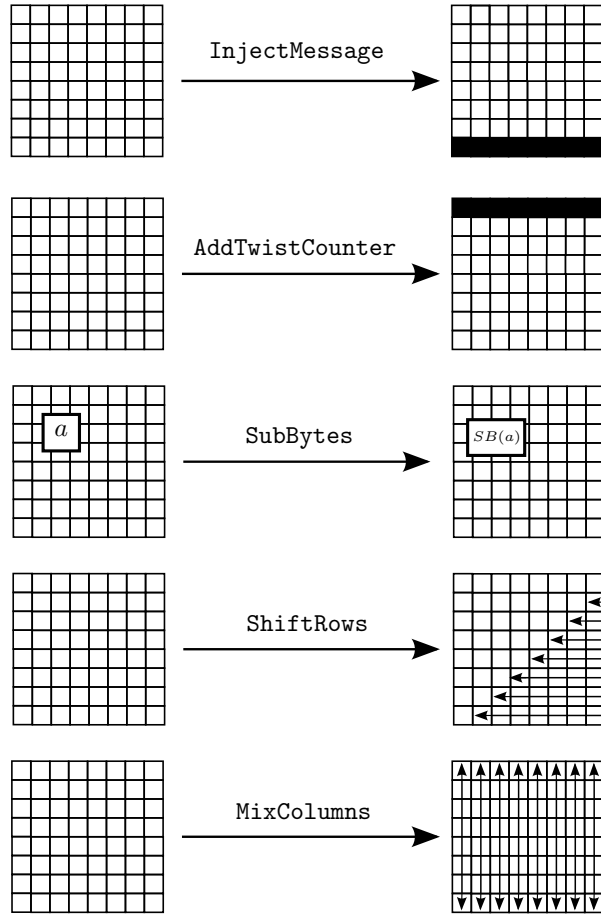 InjectMessage
AddTwistCounter
a
SubBytes
SB(a)
ShiftRows
MixColumns